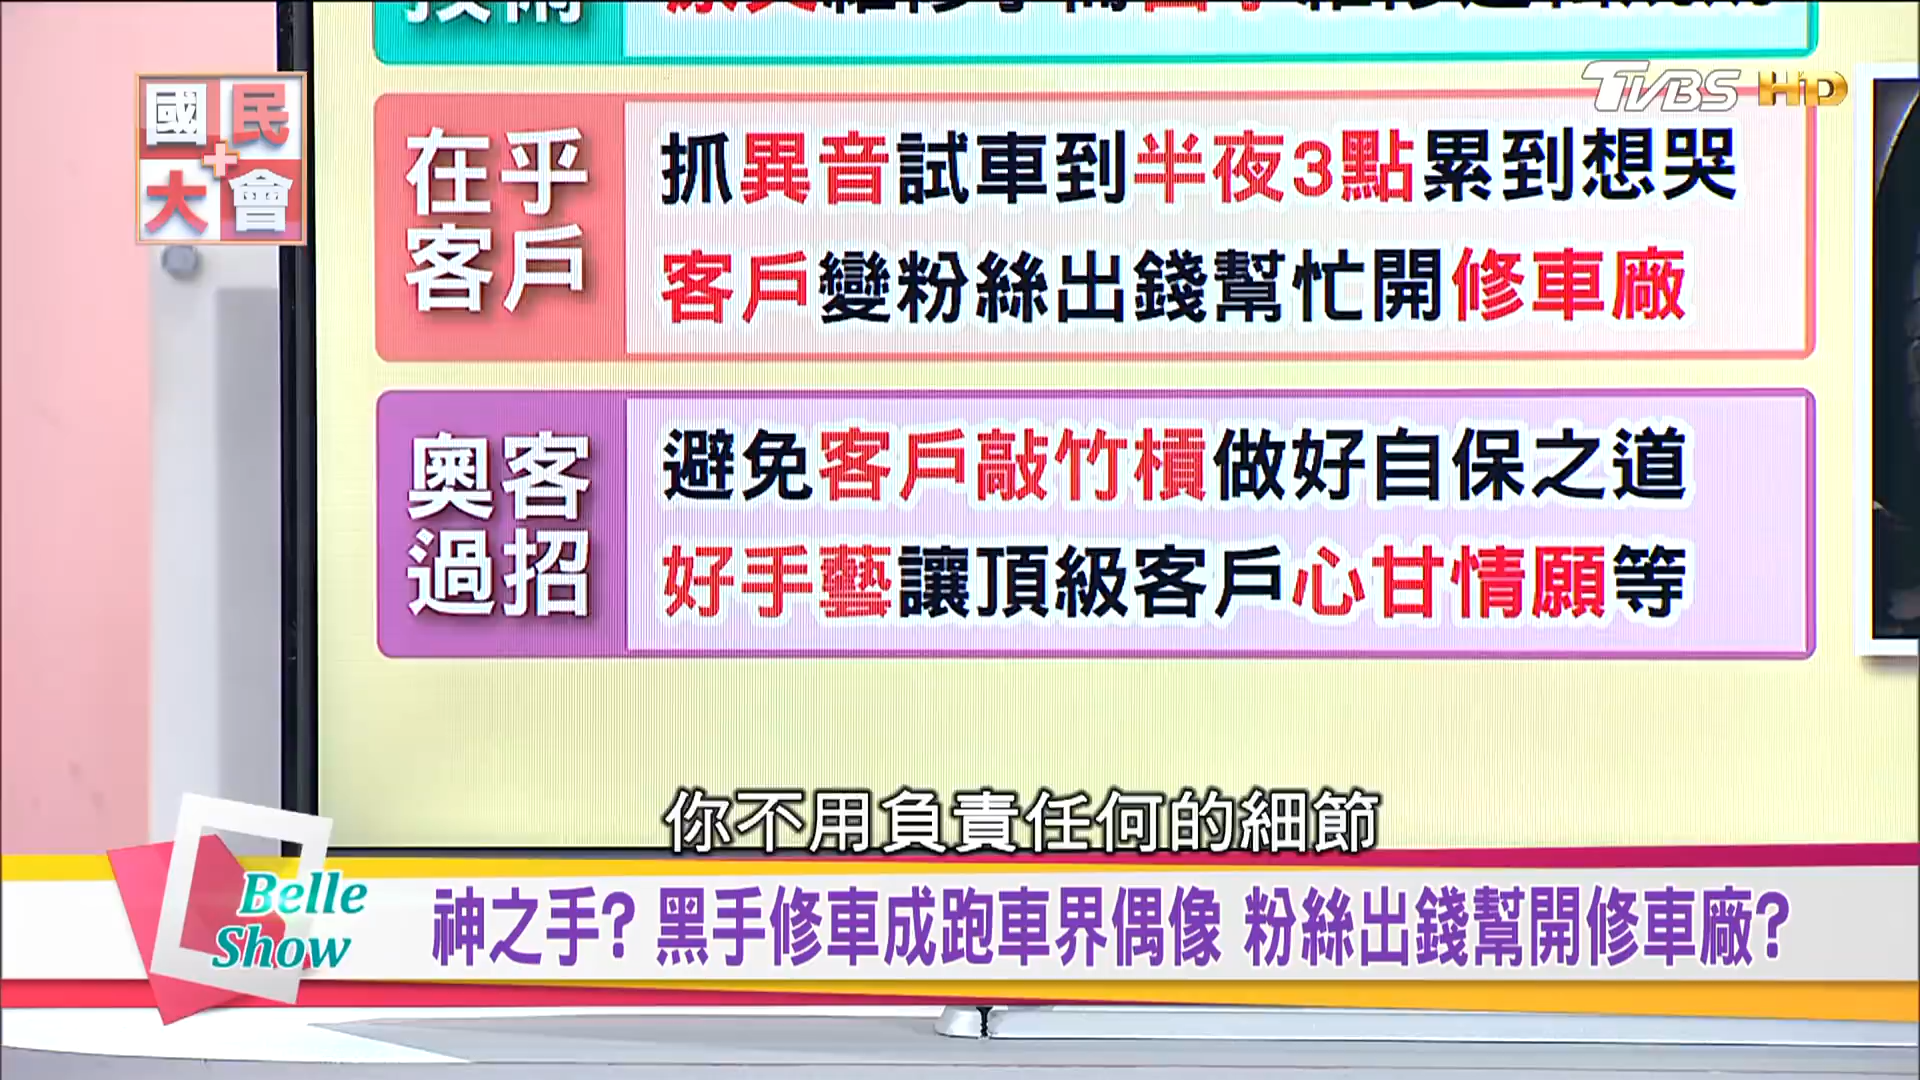 國民
大會
TVBS HD
在乎
客戶
抓異音試車到半夜3點累到想哭
客戶變粉絲出錢幫忙開修車廠
奧客
過招
避免客戶敲竹槓做好自保之道
好手藝讓頂級客戶心甘情願等
你不用負責任何的細節
Belle
Show
神之手? 黑手修車成跑車界偶像 粉絲出錢幫開修車廠?